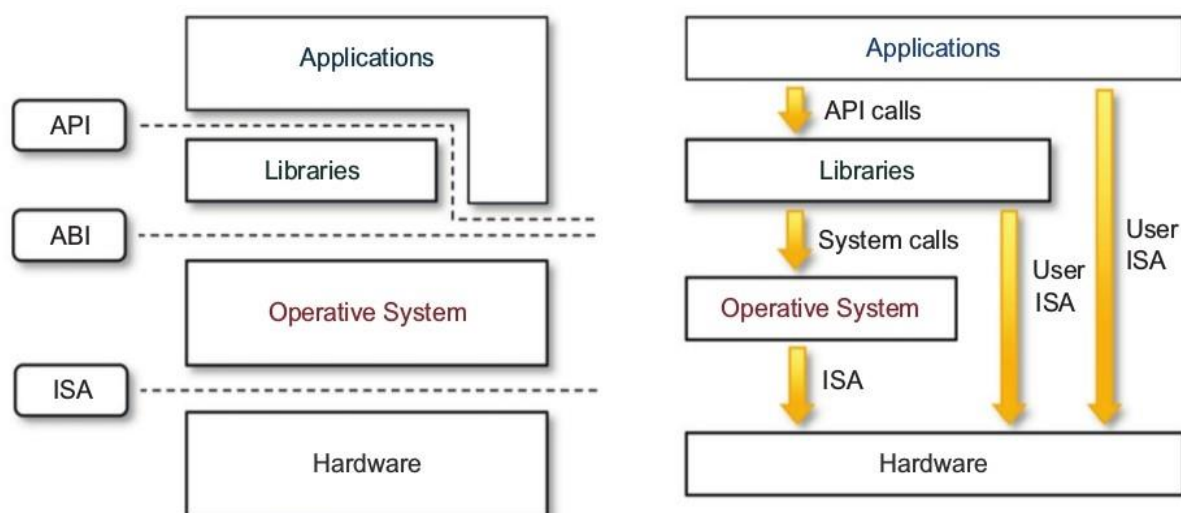 Applications
API
Libraries
ABI
Operative System
ISA
Hardware
Applications
API calls
Libraries
System calls
User
ISA
User
ISA
Operative System
ISA
Hardware